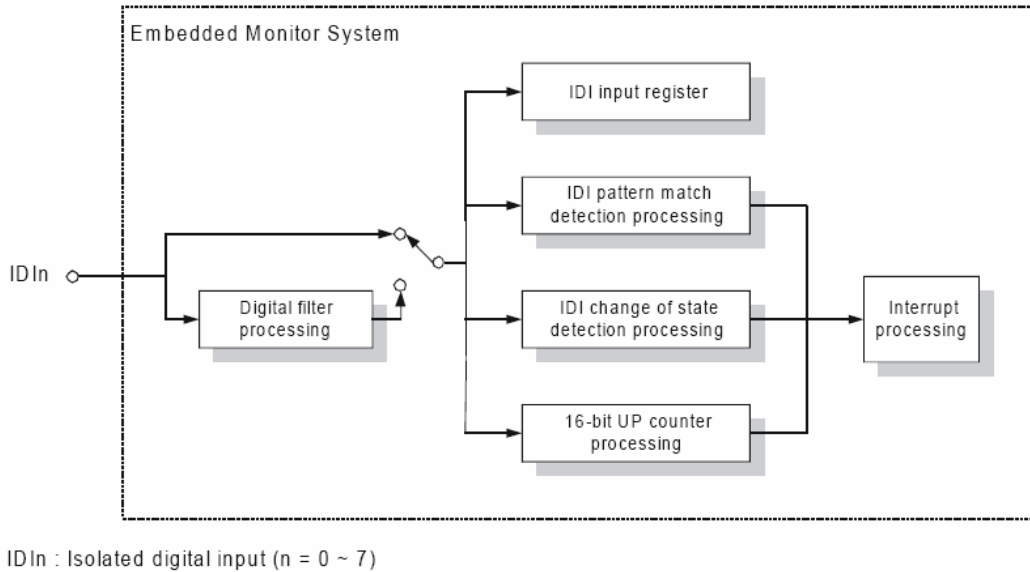 Embedded Monitor System
IDI input register
IDI pattern match
detection processing
IDIn
Digital filter
processing
IDI change of state
detection processing
Interrupt
processing
16-bit UP counter
processing
IDIn : Isolated digital input (n = 0 ~ 7)